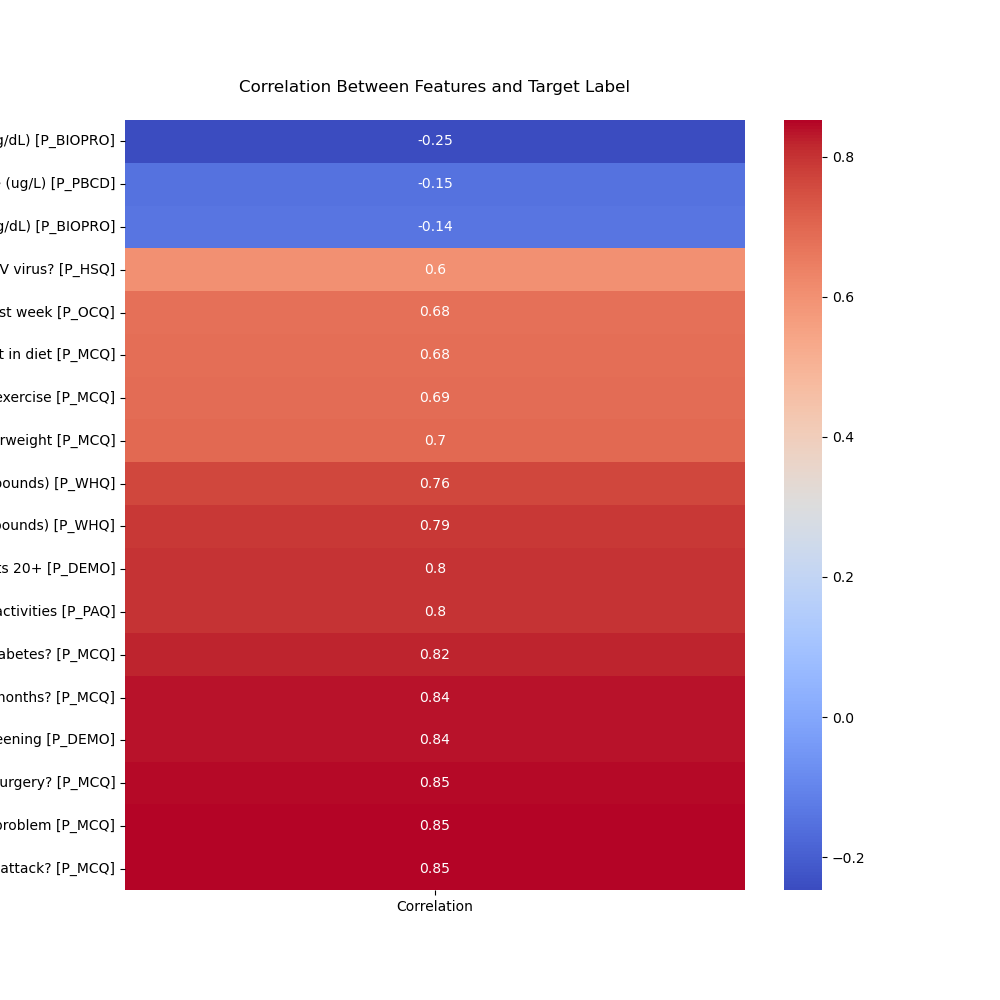 Correlation Between Features and Target Label
g/dL) [P_BIOPRO]
-0.25
(ug/L) [P_PBCD]
-0.15
g/dL) [P_BIOPRO]
-0.14
V virus? [P_HSQ]
0.6
st week [P_OCQ]
0.68
t in diet [P_MCQ]
0.68
exercise [P_MCQ]
0.69
rweight [P_MCQ]
0.7
pounds) [P_WHQ]
0.76
pounds) [P_WHQ]
0.79
ts 20+ [P_DEMO]
0.8
activities [P_PAQ]
0.8
abetes? [P_MCQ]
0.82
months? [P_MCQ]
0.84
eening [P_DEMO]
0.84
urgery? [P_MCQ]
0.85
problem [P_MCQ]
0.85
attack? [P_MCQ]
0.85
Correlation
0.8
0.6
0.4
0.2
0.0
−0.2